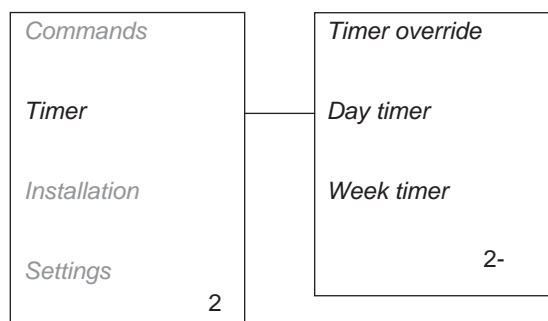 Commands
Timer
Installation
Settings
2
Timer override
Day timer
Week timer
2-